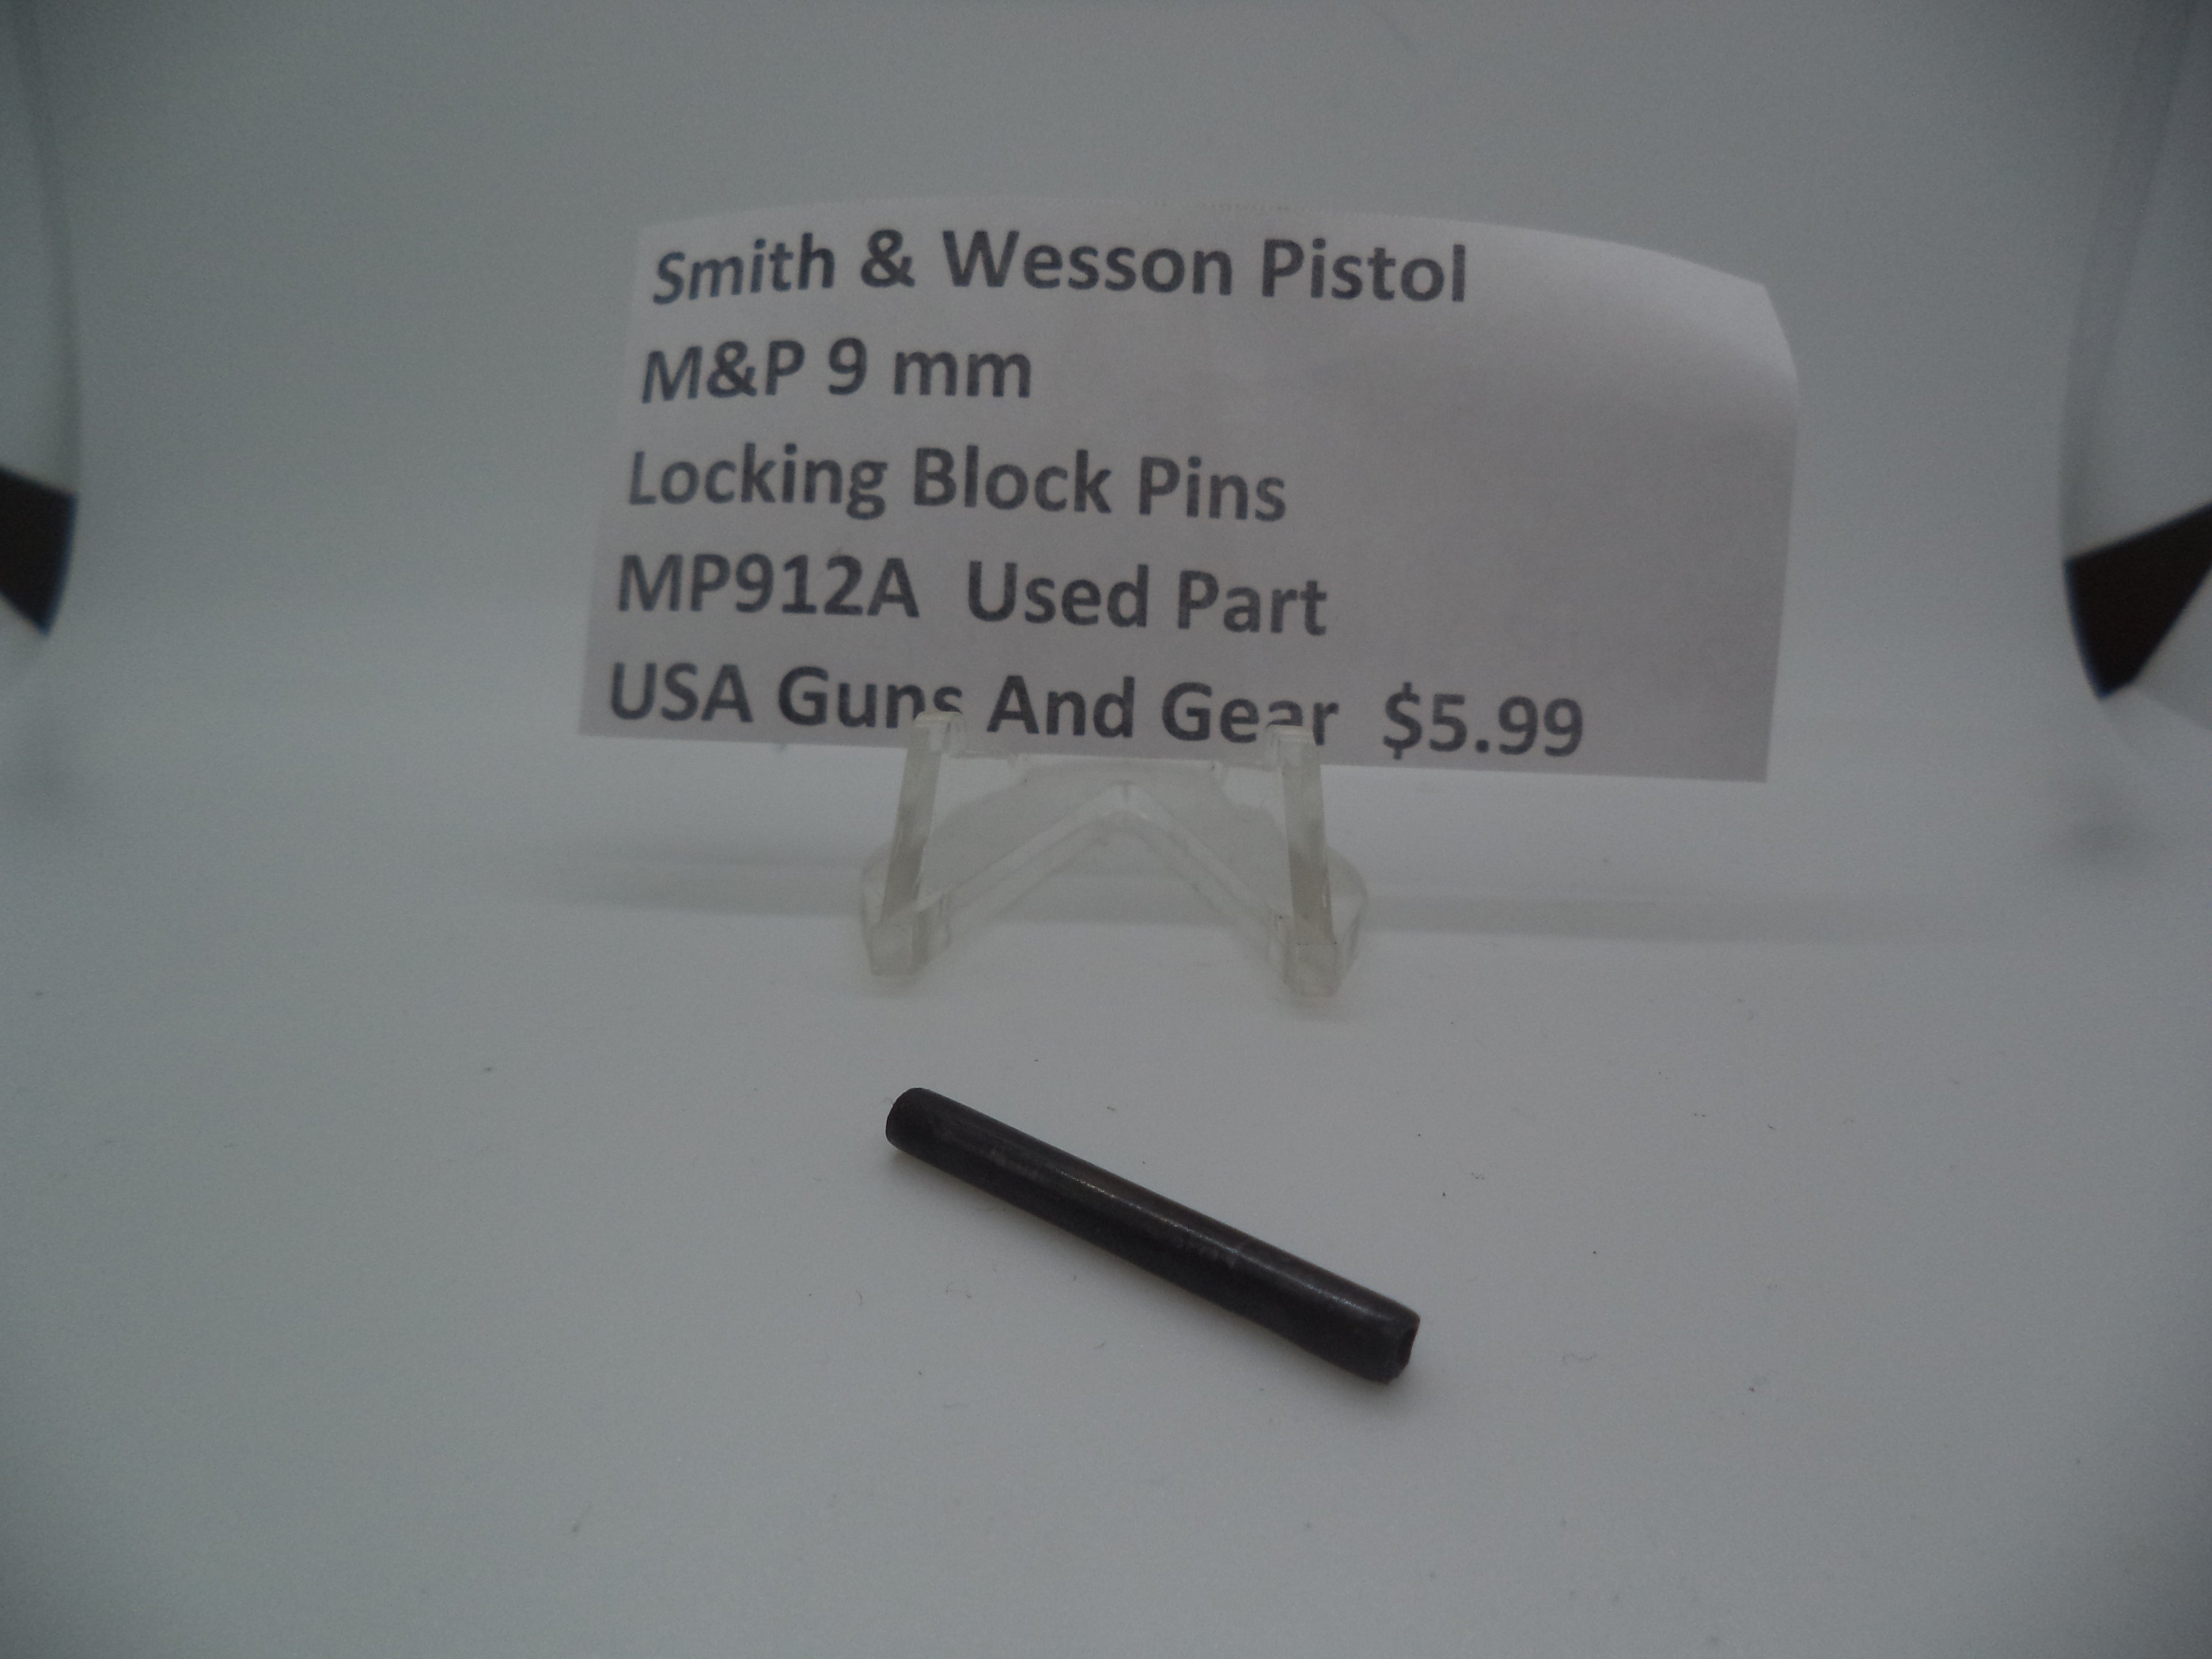 Smith & Wesson Pistol
M&P 9 mm
Locking Block Pins
MP912A Used Part
USA Guns And Gear $5.99